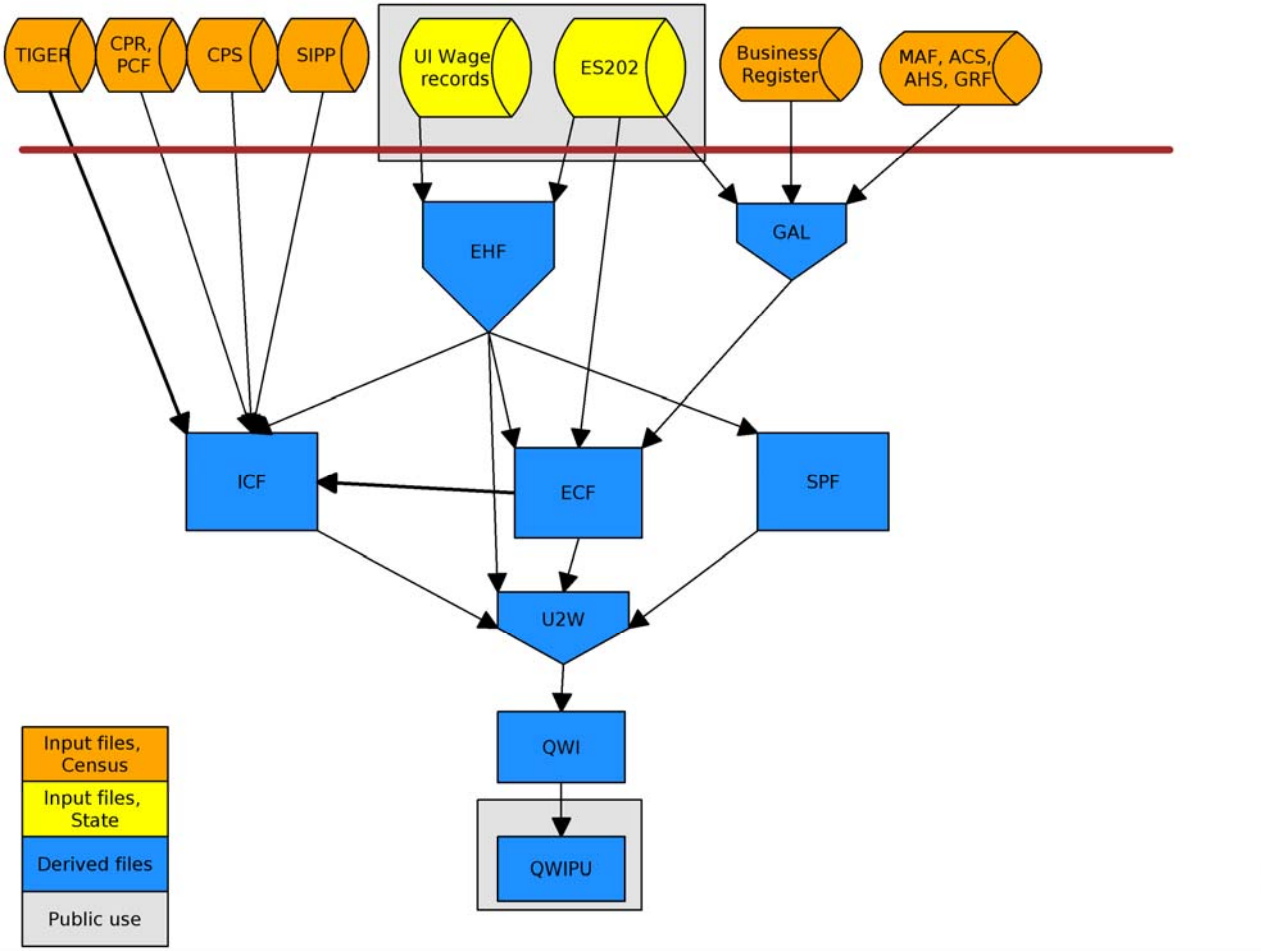 TIGER
CPR,
PCF
CPS
SIPP
UI Wage
records
ES202
Business
Register
MAF, ACS,
AHS, GRF
EHF
GAL
ICF
ECF
SPF
U2W
QWI
QWIPU
Input files,
Census
Input files,
State
Derived files
Public use